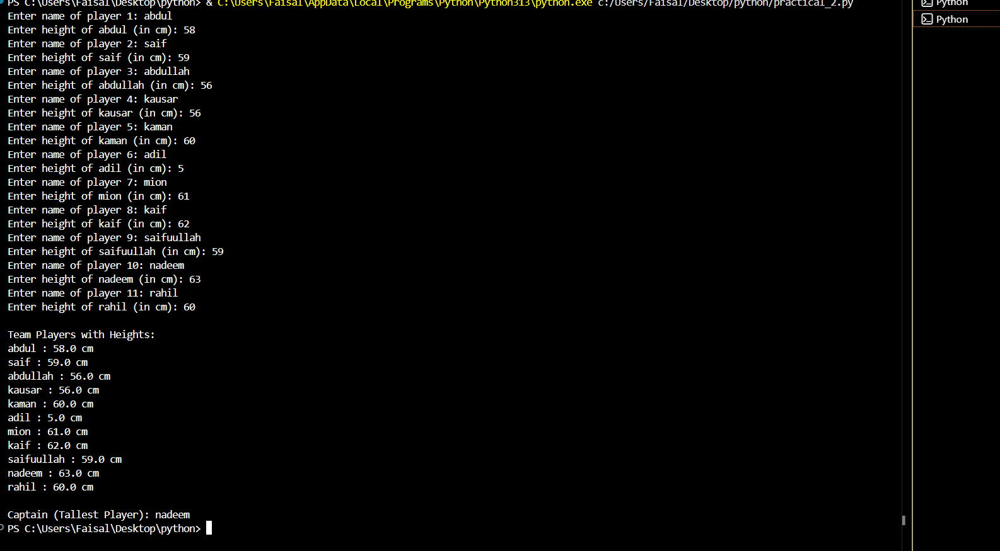 PS C:\Users\Faisal\Desktop\python> & C:\Users\Faisal\AppData\Local\Programs\Python\Python313\python.exe c:/Users/Faisal/Desktop/python/practical_2.py
Enter name of player 1: abdul
Enter height of abdul (in cm): 58
Enter name of player 2: saif
Enter height of saif (in cm): 59
Enter name of player 3: abdullah
Enter height of abdullah (in cm): 56
Enter name of player 4: kausar
Enter height of kausar (in cm): 56
Enter name of player 5: kaman
Enter height of kaman (in cm): 60
Enter name of player 6: adil
Enter height of adil (in cm): 5
Enter name of player 7: mion
Enter height of mion (in cm): 61
Enter name of player 8: kaif
Enter height of kaif (in cm): 62
Enter name of player 9: saifuullah
Enter height of saifuullah (in cm): 59
Enter name of player 10: nadeem
Enter height of nadeem (in cm): 63
Enter name of player 11: rahil
Enter height of rahil (in cm): 60

Team Players with Heights:
abdul : 58.0 cm
saif : 59.0 cm
abdullah : 56.0 cm
kausar : 56.0 cm
kaman : 60.0 cm
adil : 5.0 cm
mion : 61.0 cm
kaif : 62.0 cm
saifuullah : 59.0 cm
nadeem : 63.0 cm
rahil : 60.0 cm

Captain (Tallest Player): nadeem
PS C:\Users\Faisal\Desktop\python>
Python
Python